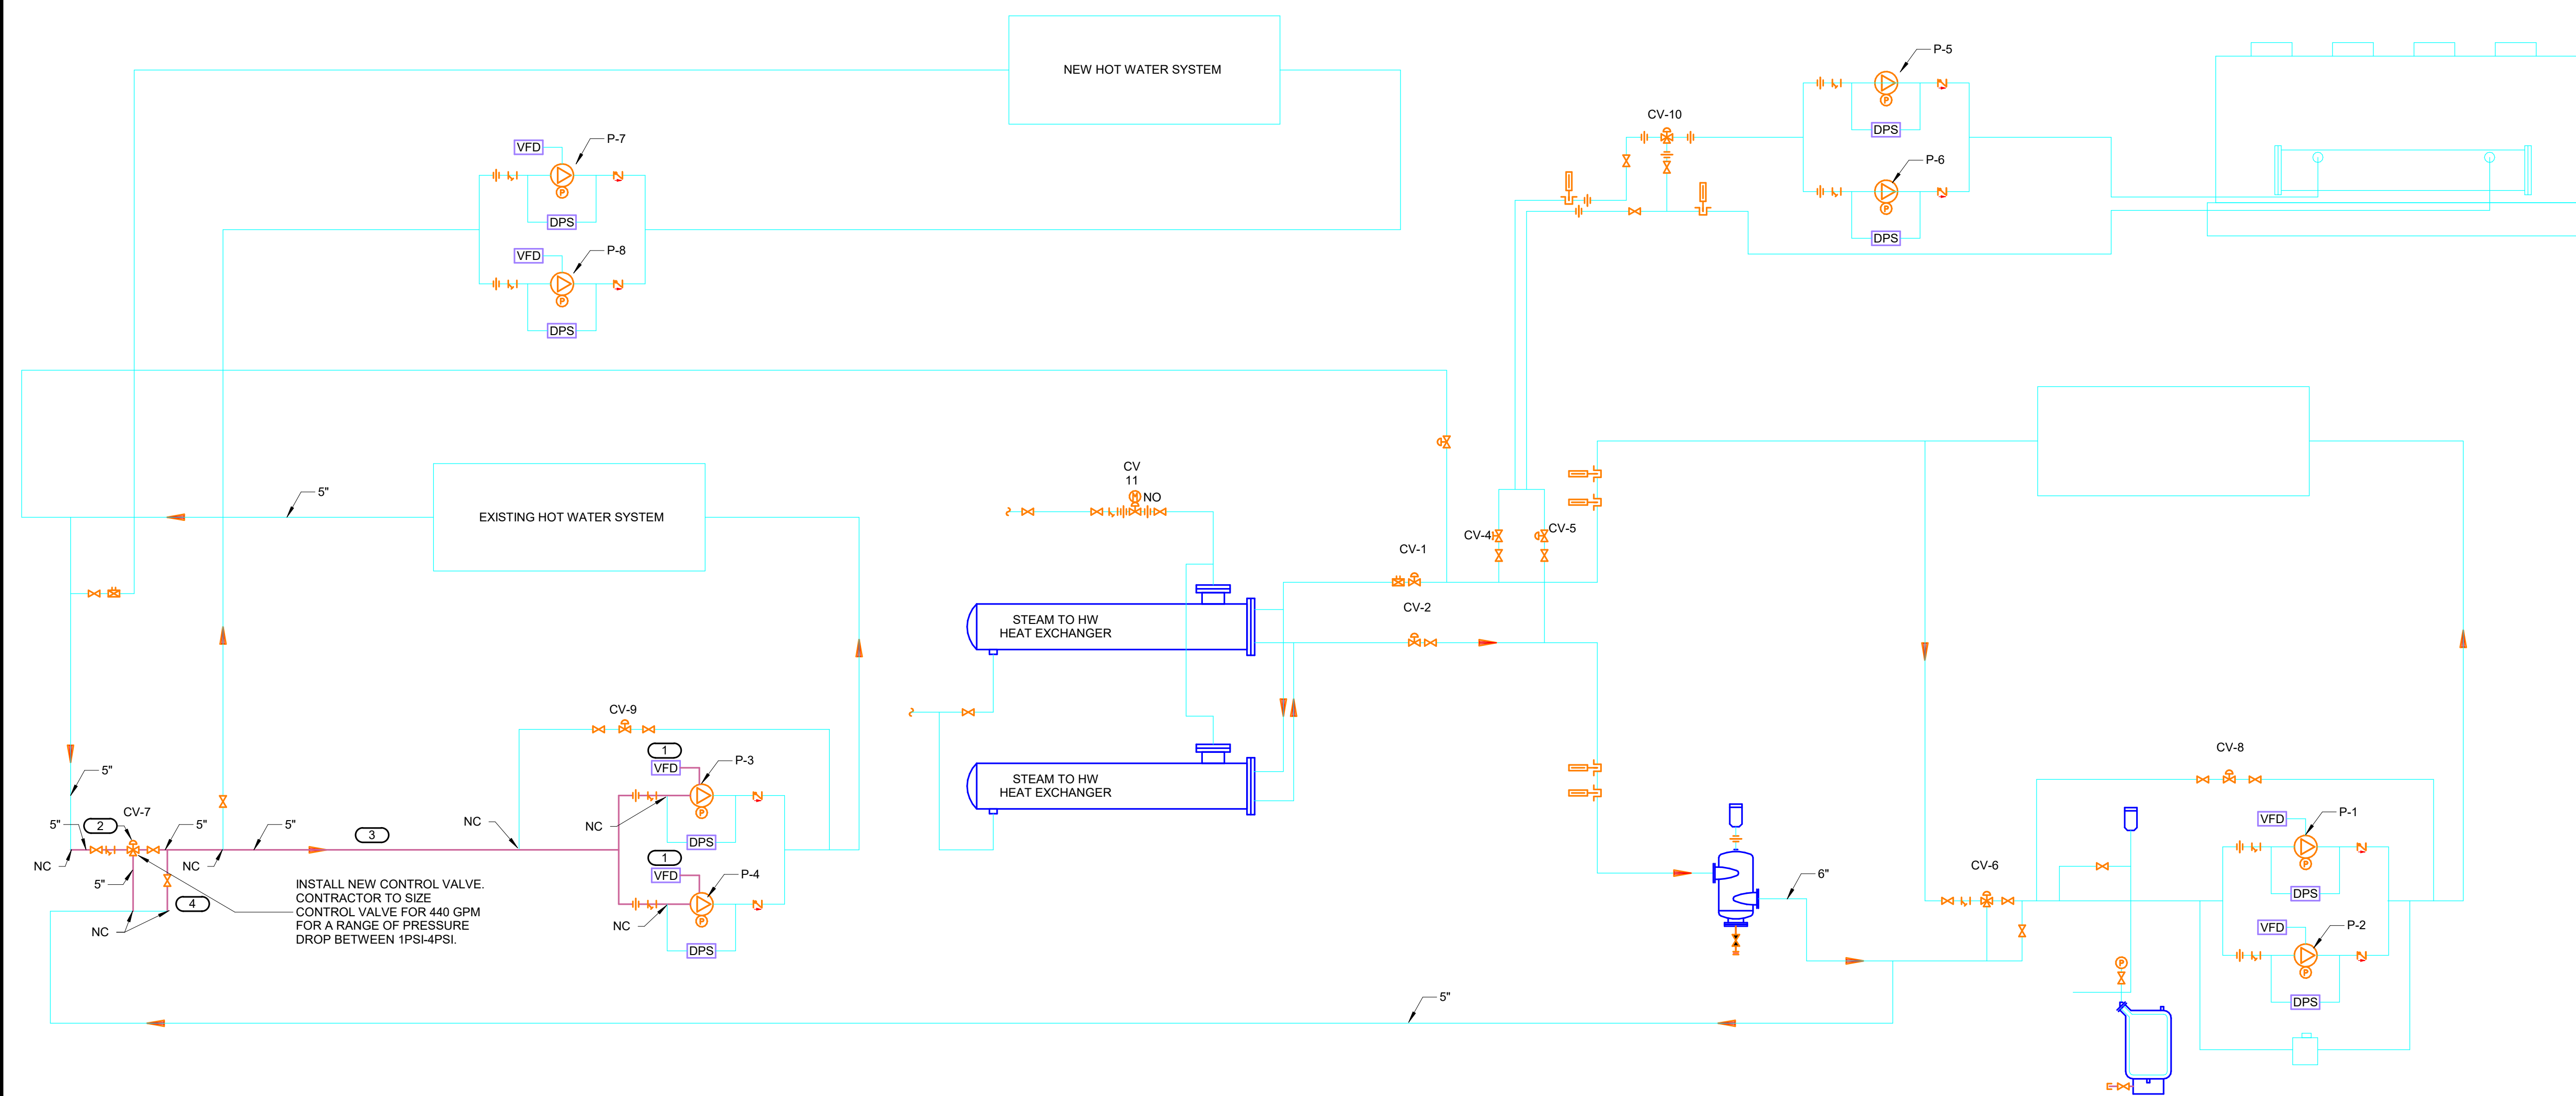 NEW HOT WATER SYSTEM
P-5
DPS
CV-10
P-6
DPS
P-7
VFD
P
DPS
P-8
VFD
P
DPS
P
P
5"
EXISTING HOT WATER SYSTEM
CV
11
M
NO
CV-4
CV-5
CV-1
CV-2
STEAM TO HW
HEAT EXCHANGER
STEAM TO HW
HEAT EXCHANGER
CV-9
1
VFD
P-3
P
DPS
NC
NC
1
VFD
P-4
P
DPS
NC
5"
CV-7
5"
2
5"
5"
3
NC
NC
5"
4
NC
INSTALL NEW CONTROL VALVE.
CONTRACTOR TO SIZE
CONTROL VALVE FOR 440 GPM
FOR A RANGE OF PRESSURE
DROP BETWEEN 1PSI-4PSI.
6"
5"
CV-8
CV-6
VFD
P-1
P
DPS
VFD
P-2
P
DPS
P